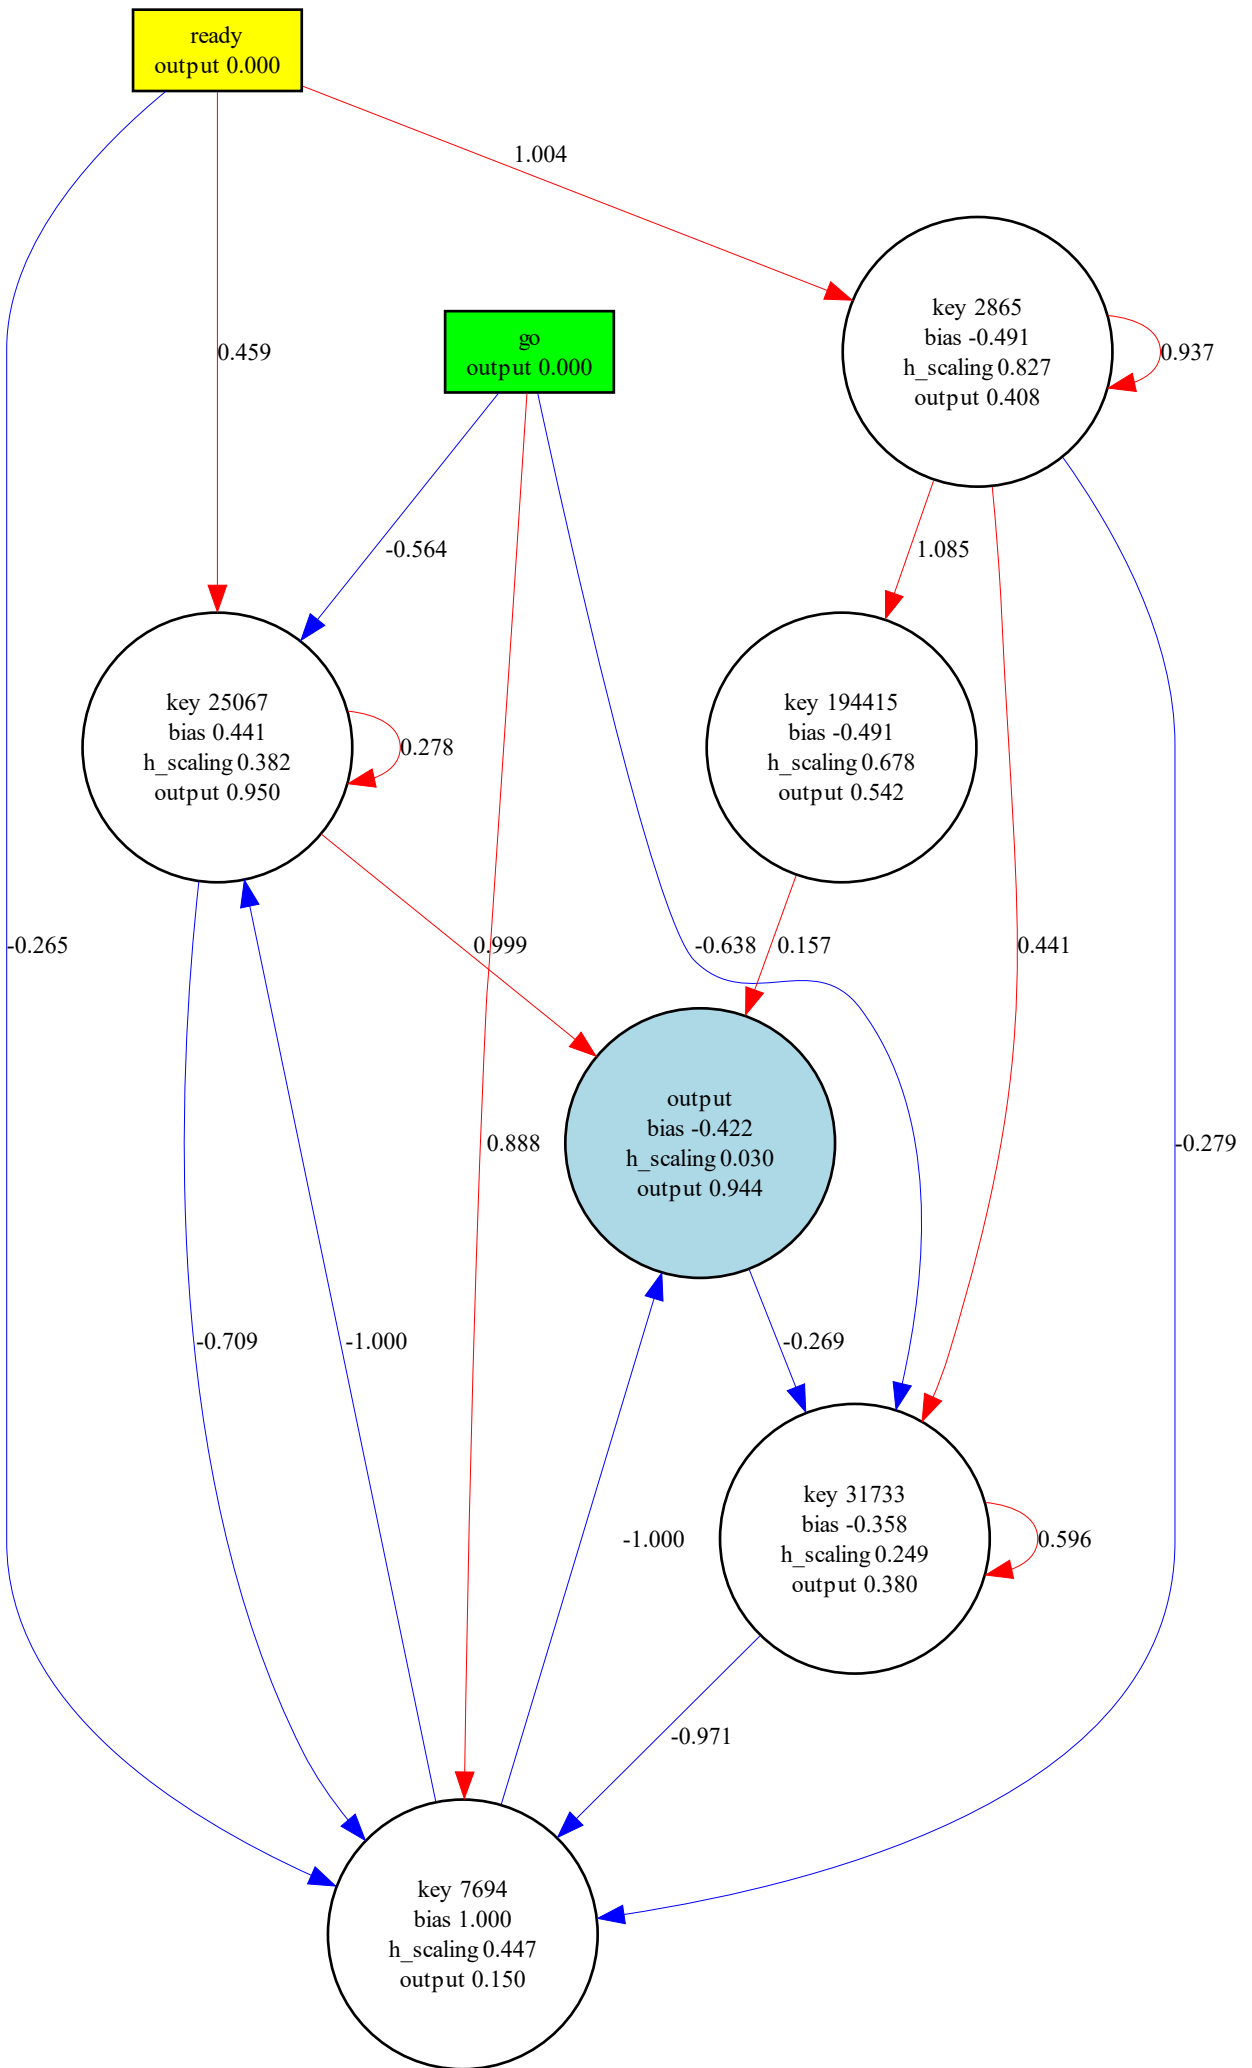 ready
output 0.000
1.004
go
output 0.000
key 2865
bias -0.491
h_scaling 0.827
output 0.408
0.937
0.459
-0.564
1.085
key 25067
bias 0.441
h_scaling 0.382
output 0.950
0.278
key 194415
bias -0.491
h_scaling 0.678
output 0.542
-0.265
0.999
-0.638
0.157
0.441
output
bias -0.422
h_scaling 0.030
output 0.944
0.888
-0.279
-0.709
-1.000
-0.269
-1.000
key 31733
bias -0.358
h_scaling 0.249
output 0.380
0.596
-0.971
key 7694
bias 1.000
h_scaling 0.447
output 0.150